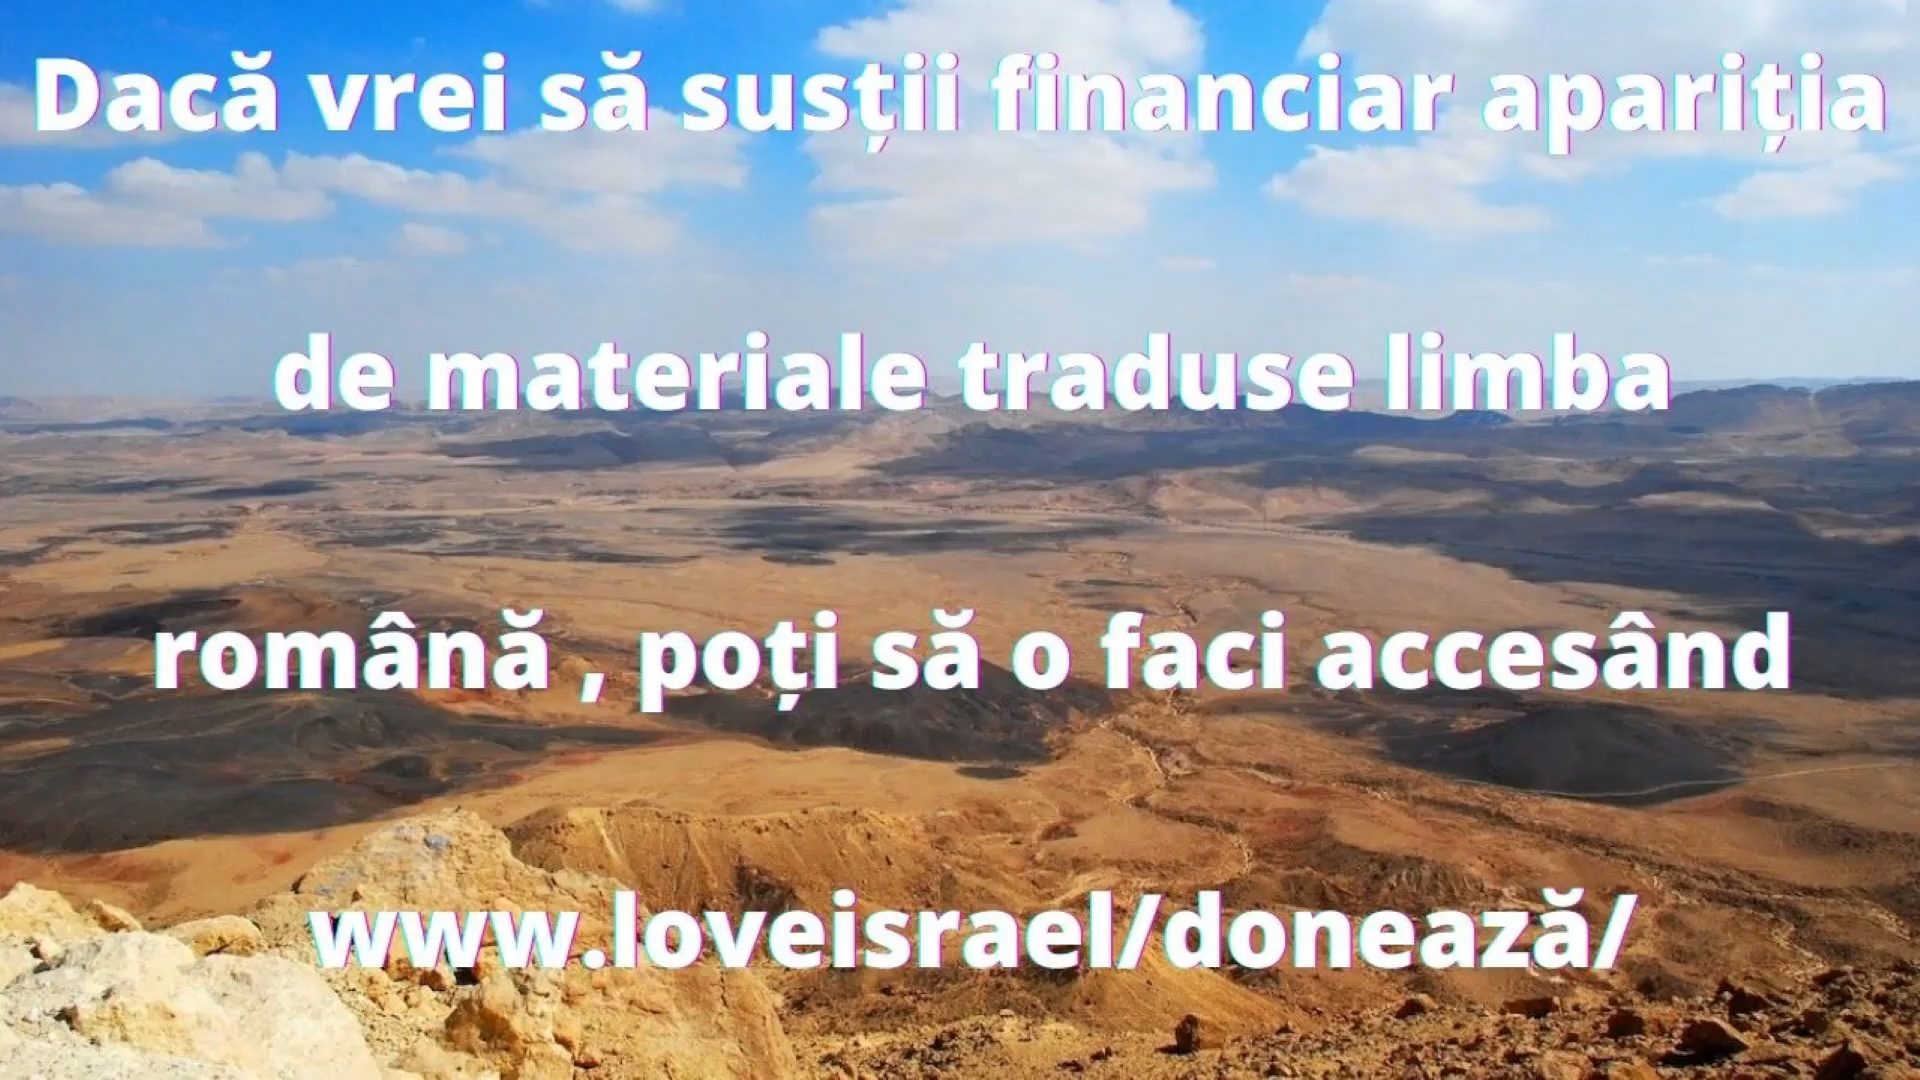 Dacă vrei să susții financiar apariția
de materiale traduse limba
română , poți să o faci accesând
www.loveisrael/donează/